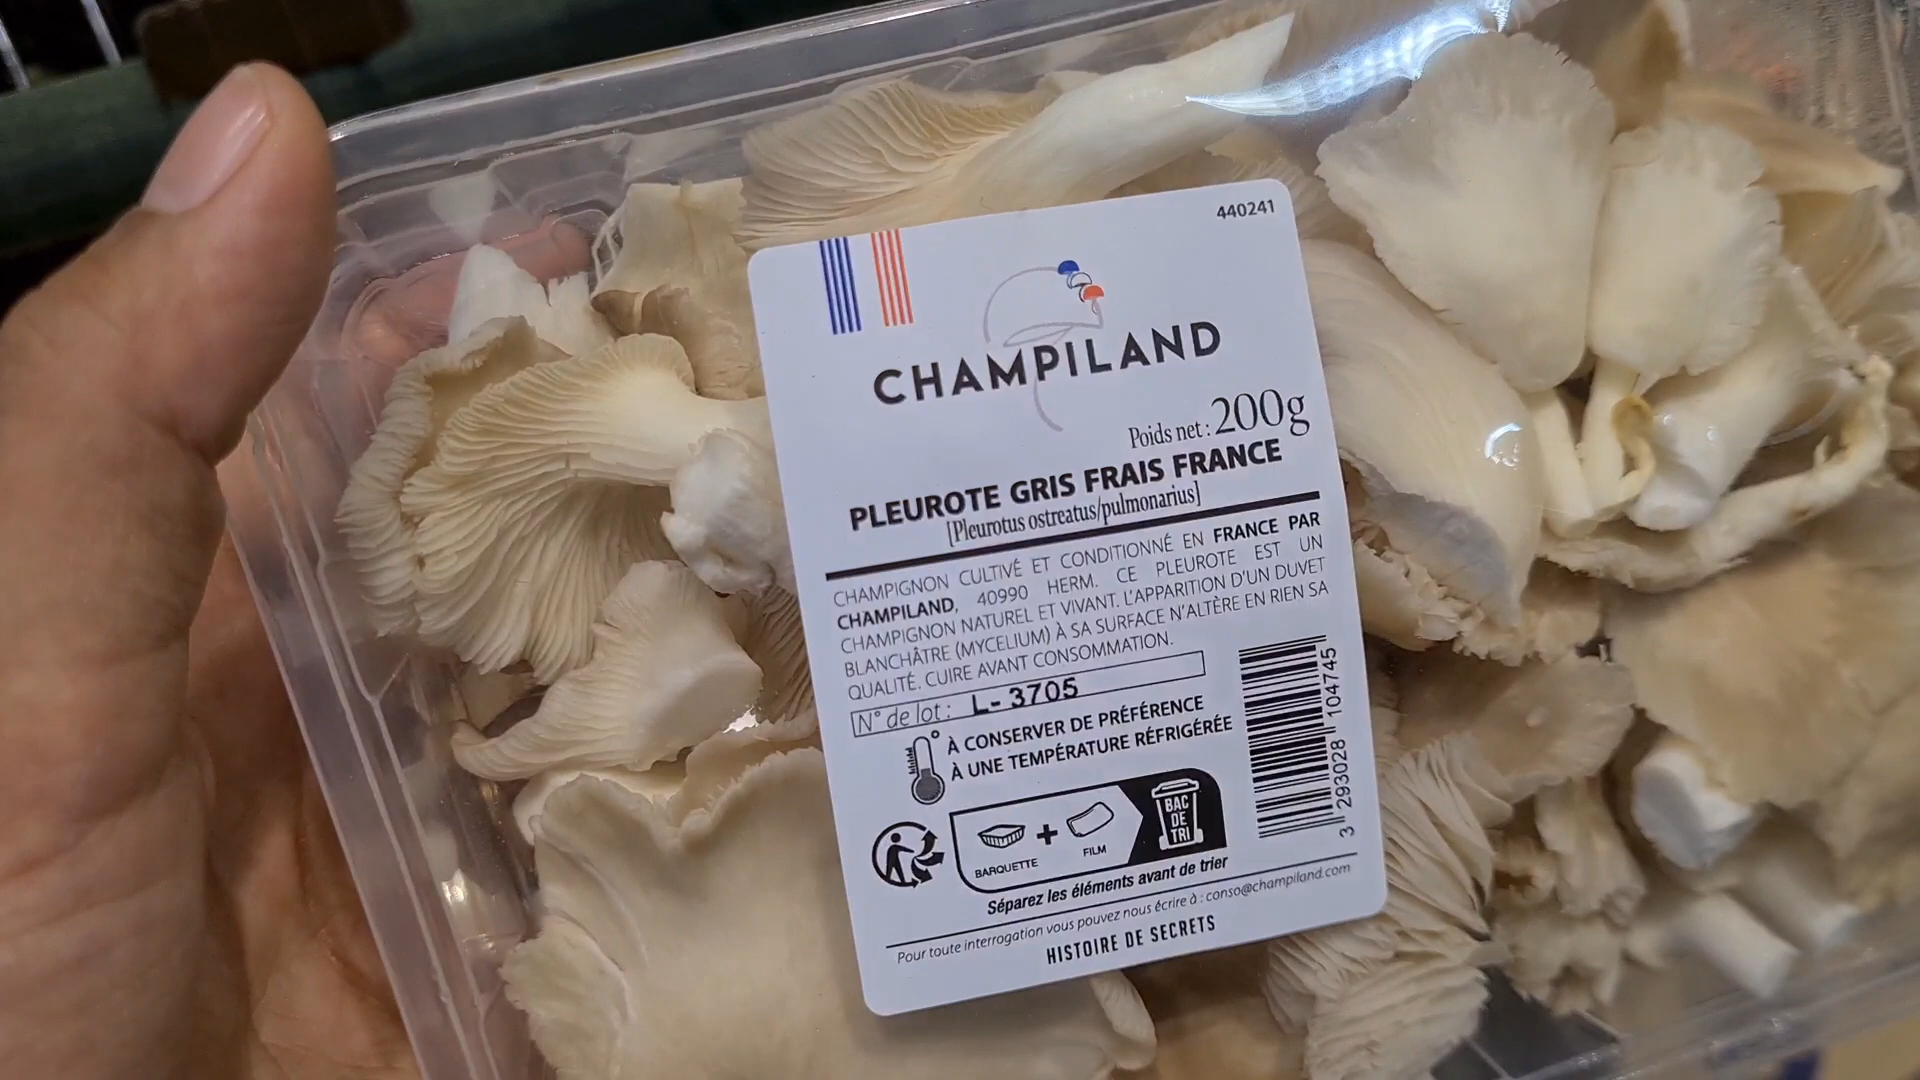 440241
CHAMPILAND
Poids net : 200g
PLEUROTE GRIS FRAIS FRANCE
[Pleurotus ostreatus/pulmonarius]
CHAMPIGNON CULTIVÉ ET CONDITIONNÉ EN FRANCE PAR
CHAMPILAND, 40990 HERM. CE PLEUROTE EST UN
CHAMPIGNON NATUREL ET VIVANT. L'APPARITION D'UN DUVET
BLANCHÂTRE (MYCELIUM) À SA SURFACE N'ALTÈRE EN RIEN SA
QUALITÉ. CUIRE AVANT CONSOMMATION.
N° de lot : L- 3705
À CONSERVER DE PRÉFÉRENCE
À UNE TEMPÉRATURE RÉFRIGÉRÉE
BARQUETTE + FILM
BAC
DE
TRI
Séparez les éléments avant de trier
Pour toute interrogation vous pouvez nous écrire à : conso@champiland.com
HISTOIRE DE SECRETS
3 293028 104745